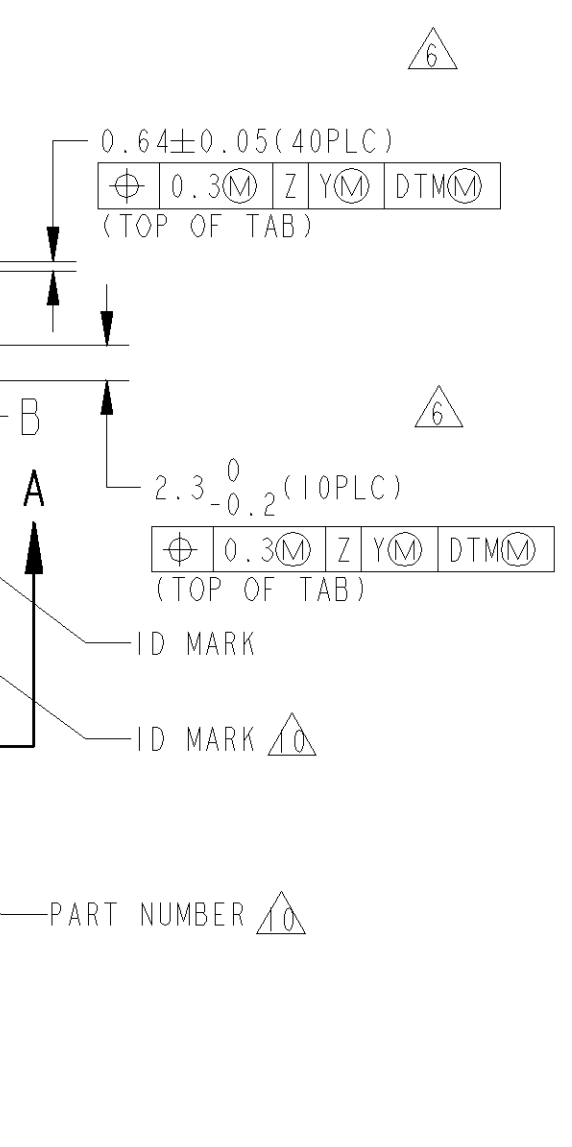 6
0.64±0.05(40PLC)
⌖ 0.3Ⓜ Z YⓂ DTMⓂ
(TOP OF TAB)
6
B
A
2.3 0 -0.2 (10PLC)
⌖ 0.3Ⓜ Z YⓂ DTMⓂ
(TOP OF TAB)
ID MARK
ID MARK 10
PART NUMBER 10